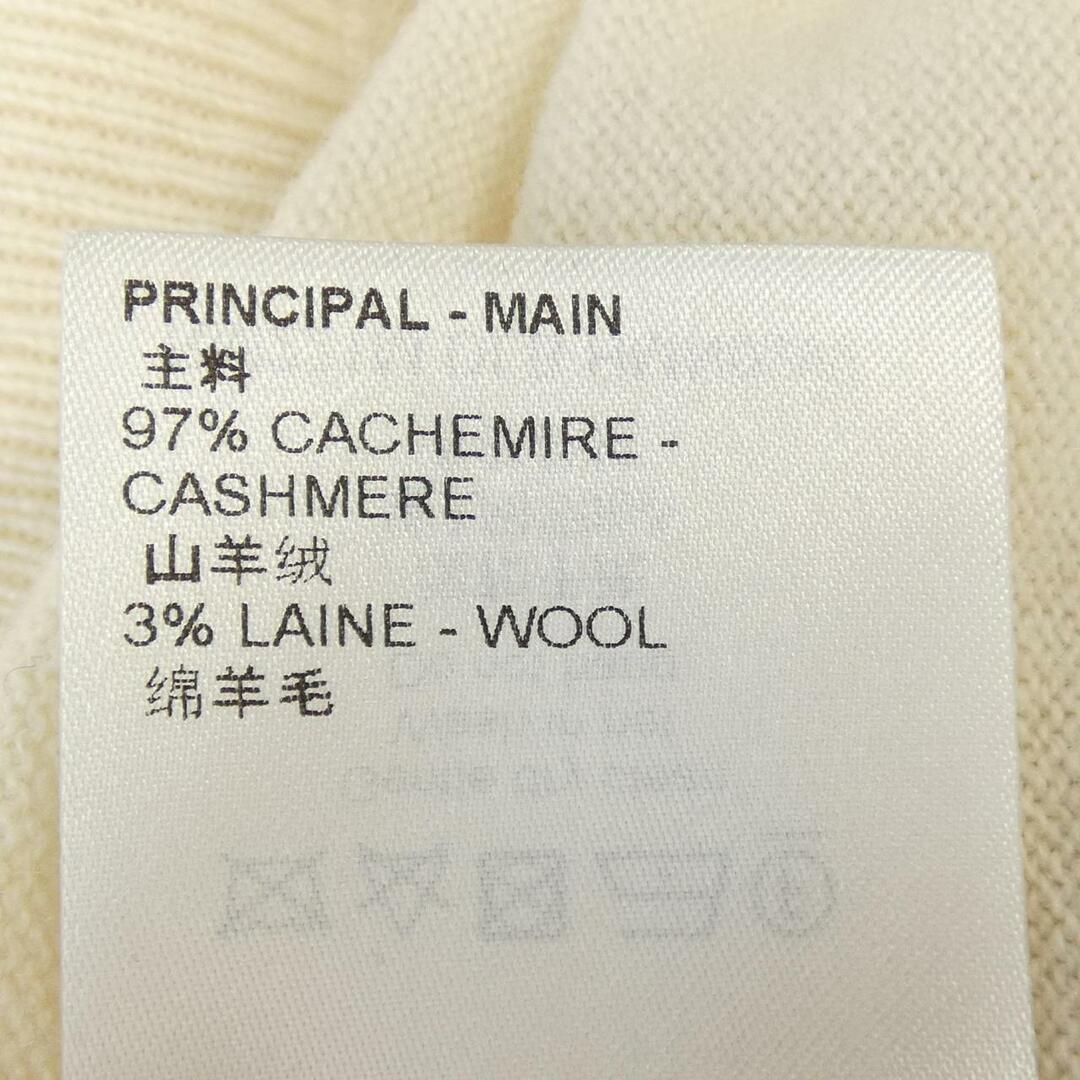 PRINCIPAL - MAIN
主料
97% CACHEMIRE -
CASHMERE
山羊绒
3% LAINE - WOOL
绵羊毛